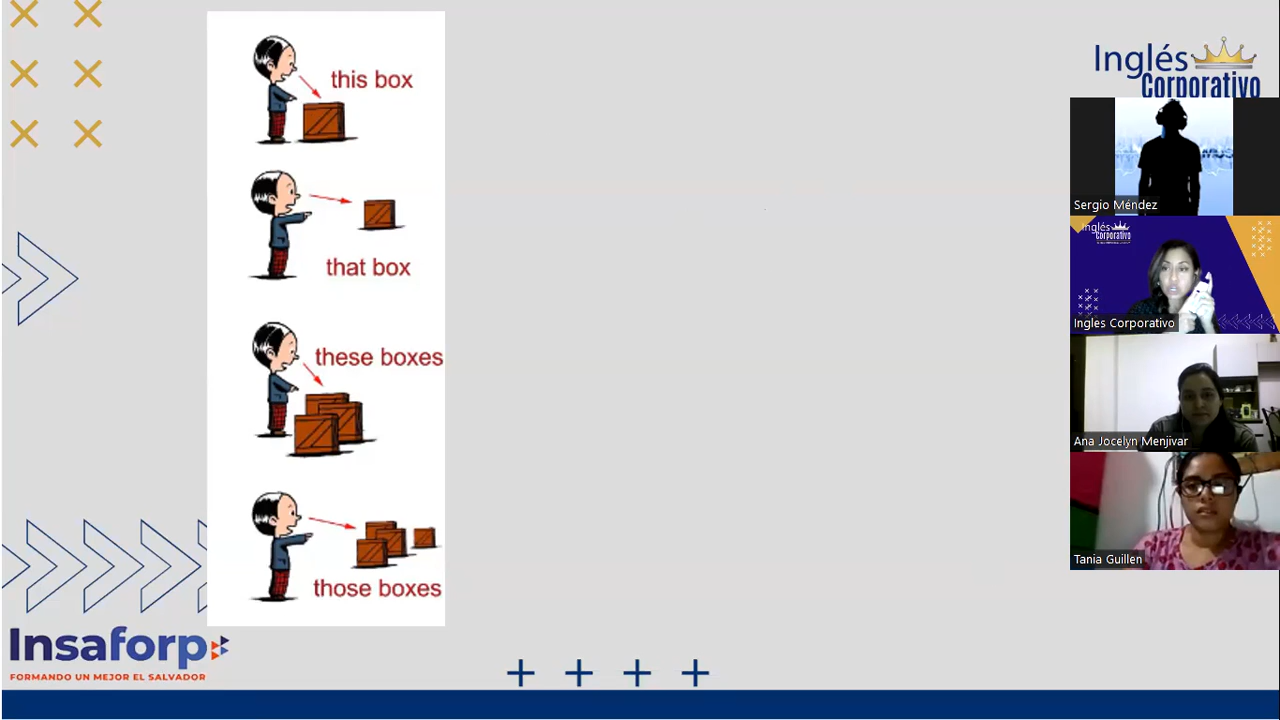 this box
that box
these boxes
those boxes
Insaforp
FORMANDO UN MEJOR EL SALVADOR
Inglés
Corporativo
Sergio Méndez
Inglés
Corporativo
Ingles Corporativo
Ana Jocelyn Menjivar
Tania Guillen